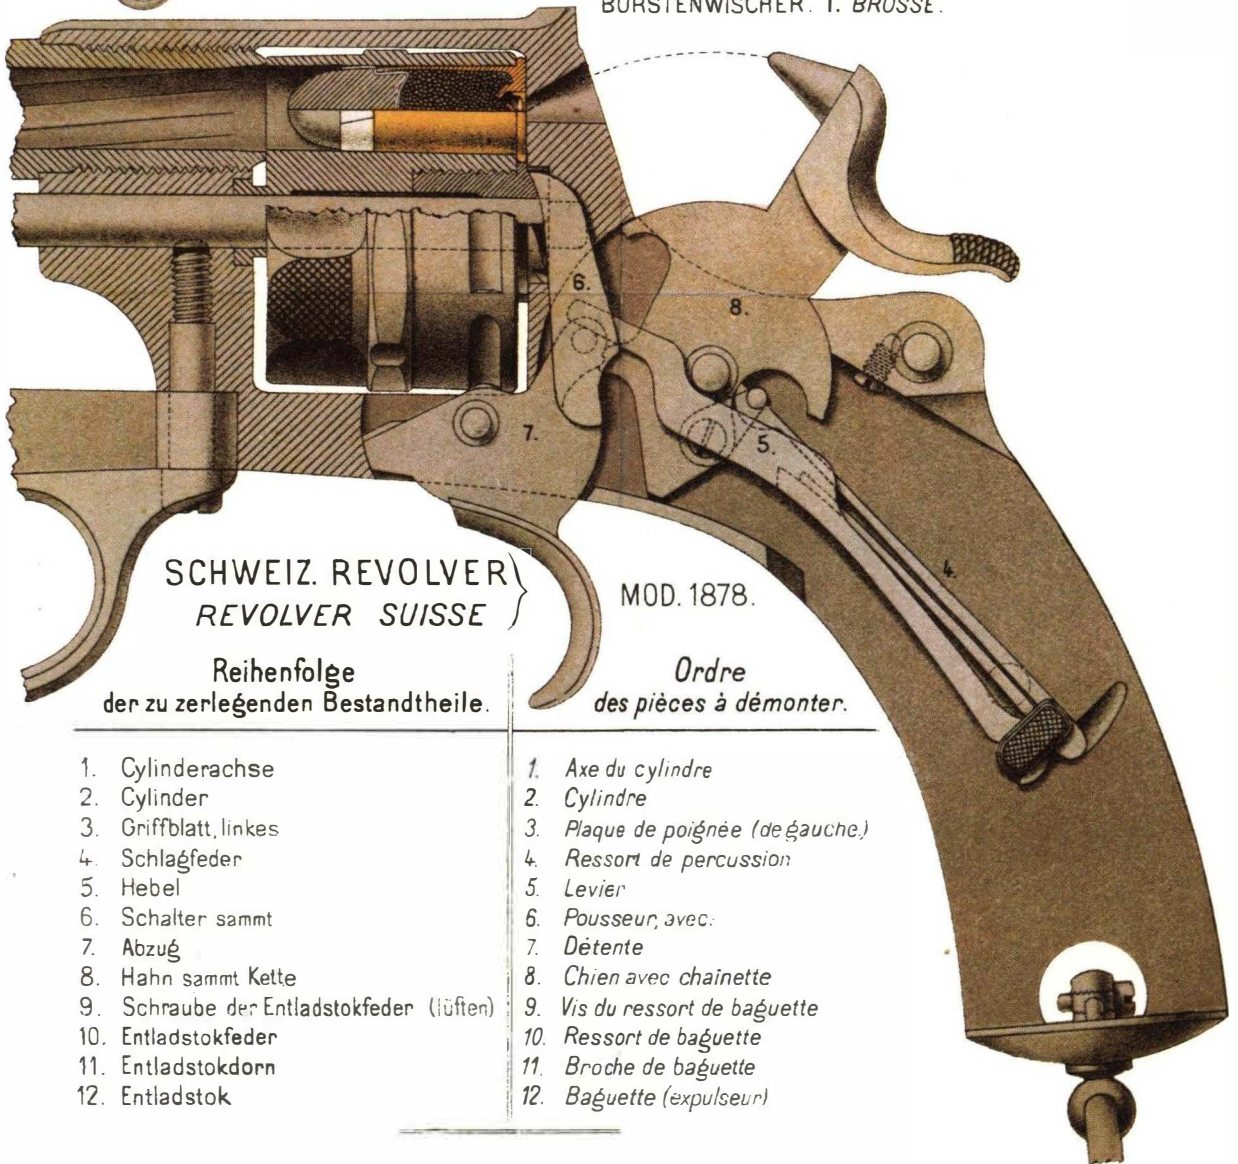 BÜRSTENWISCHER. 1. BROSSE.
6.
8.
7.
5.
4.
SCHWEIZ. REVOLVER
REVOLVER SUISSE
MOD. 1878.
Reihenfolge
der zu zerlegenden Bestandtheile.
1. Cylinderachse
2. Cylinder
3. Griffblatt, linkes
4. Schlagfeder
5. Hebel
6. Schalter sammt
7. Abzug
8. Hahn sammt Kette
9. Schraube der Entladstokfeder (lüften)
10. Entladstokfeder
11. Entladstokdorn
12. Entladstok
Ordre
des pièces à démonter.
1. Axe du cylindre
2. Cylindre
3. Plaque de poignée (de gauche.)
4. Ressort de percussion
5. Levier
6. Pousseur, avec:
7. Détente
8. Chien avec chaînette
9. Vis du ressort de baguette
10. Ressort de baguette
11. Broche de baguette
12. Baguette (expulseur)